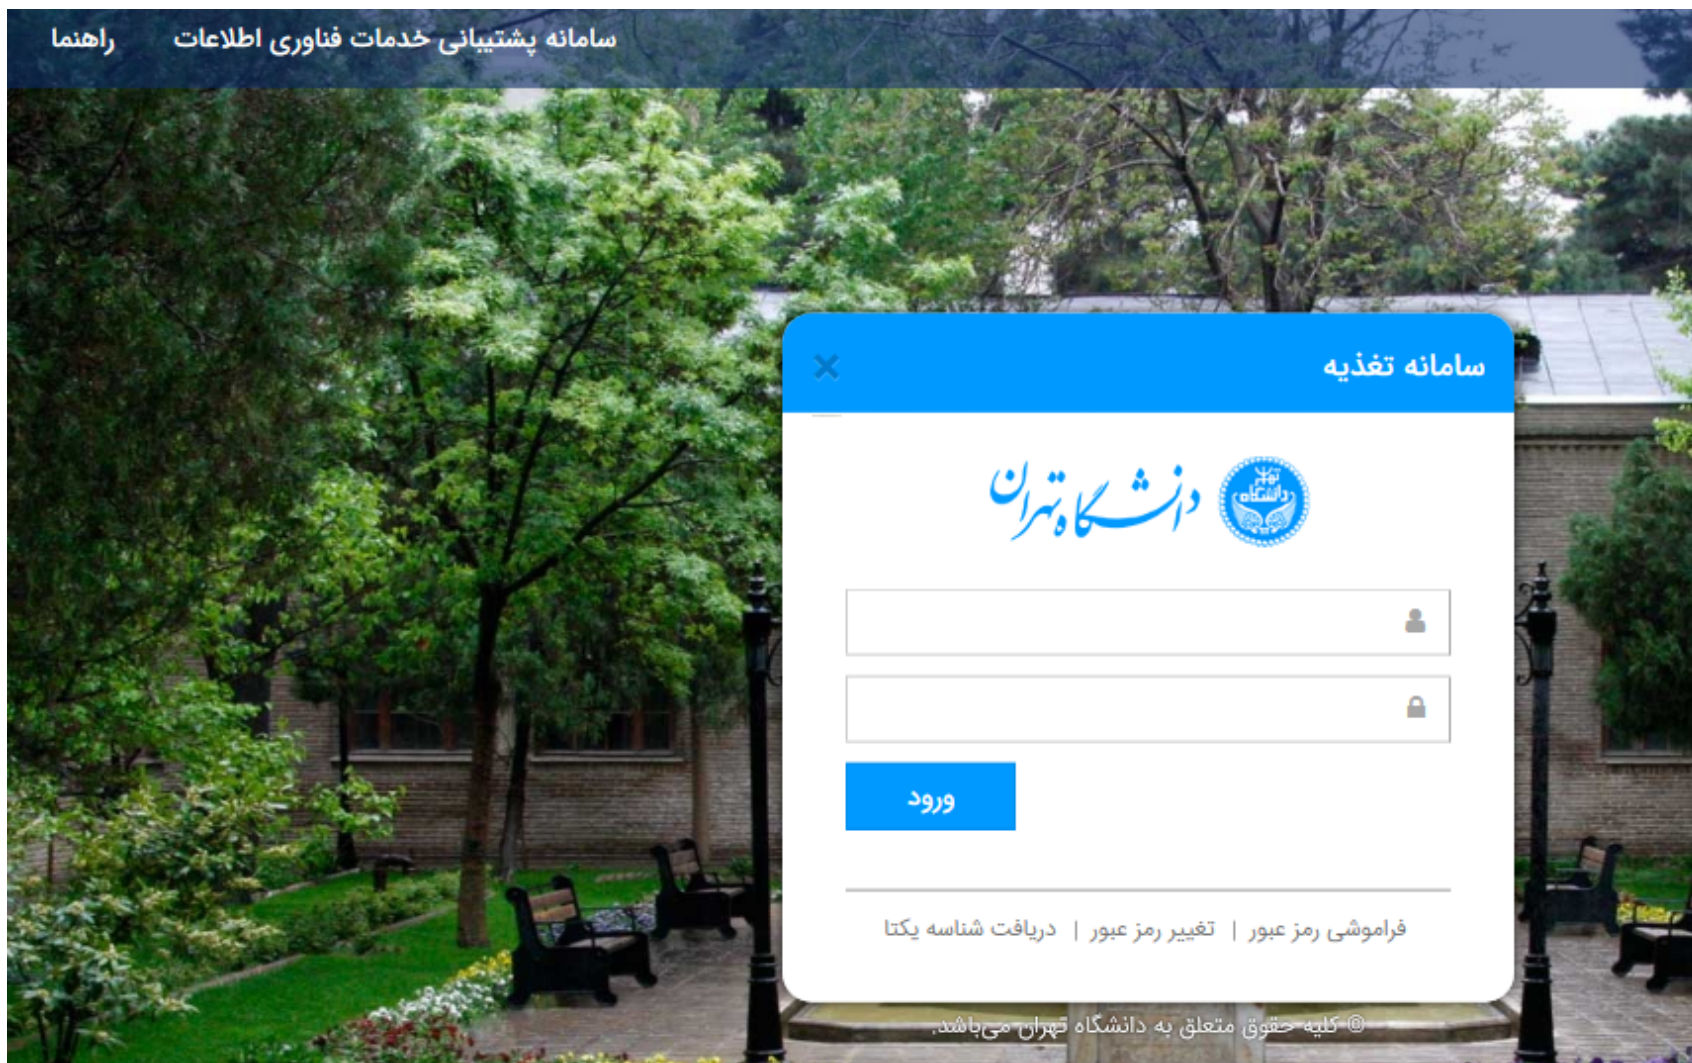 سامانه پشتیبانی خدمات فناوری اطلاعات راهنما
سامانه تغذیه
دانشگاه تهران
ورود
فراموشی رمز عبور | تغییر رمز عبور | دریافت شناسه یکتا
© کلیه حقوق متعلق به دانشگاه تهران می‌باشد.